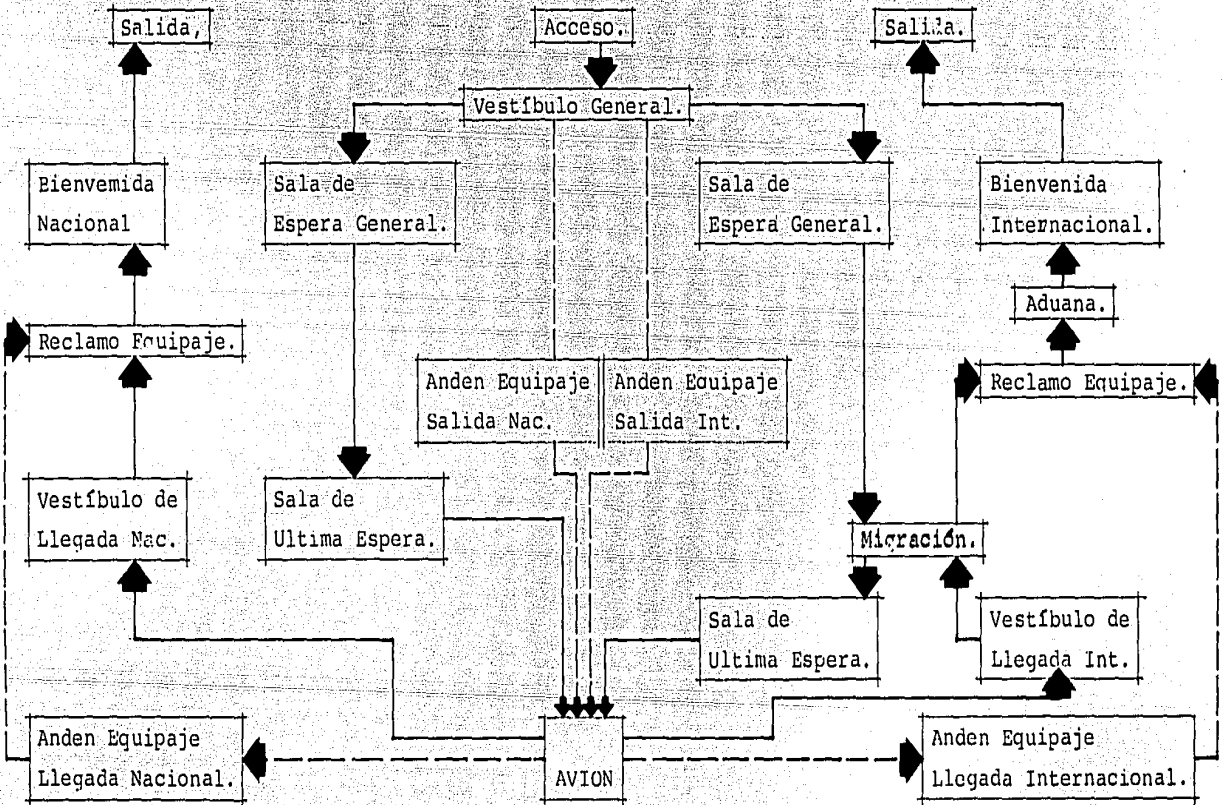 Salida,
Acceso.
Salida.
Vestíbulo General.
Bienvemida
Nacional
Sala de
Espera General.
Sala de
Espera General.
Bienvenida
Internacional.
Aduana.
Reclamo Equipaje.
Anden Equipaje
Salida Nac.
Anden Equipaje
Salida Int.
Reclamo Equipaje.
Vestíbulo de
Llegada Nac.
Sala de
Ultima Espera.
Migración.
Sala de
Ultima Espera.
Vestíbulo de
Llegada Int.
Anden Equipaje
Llegada Nacional.
AVION
Anden Equipaje
Llegada Internacional.